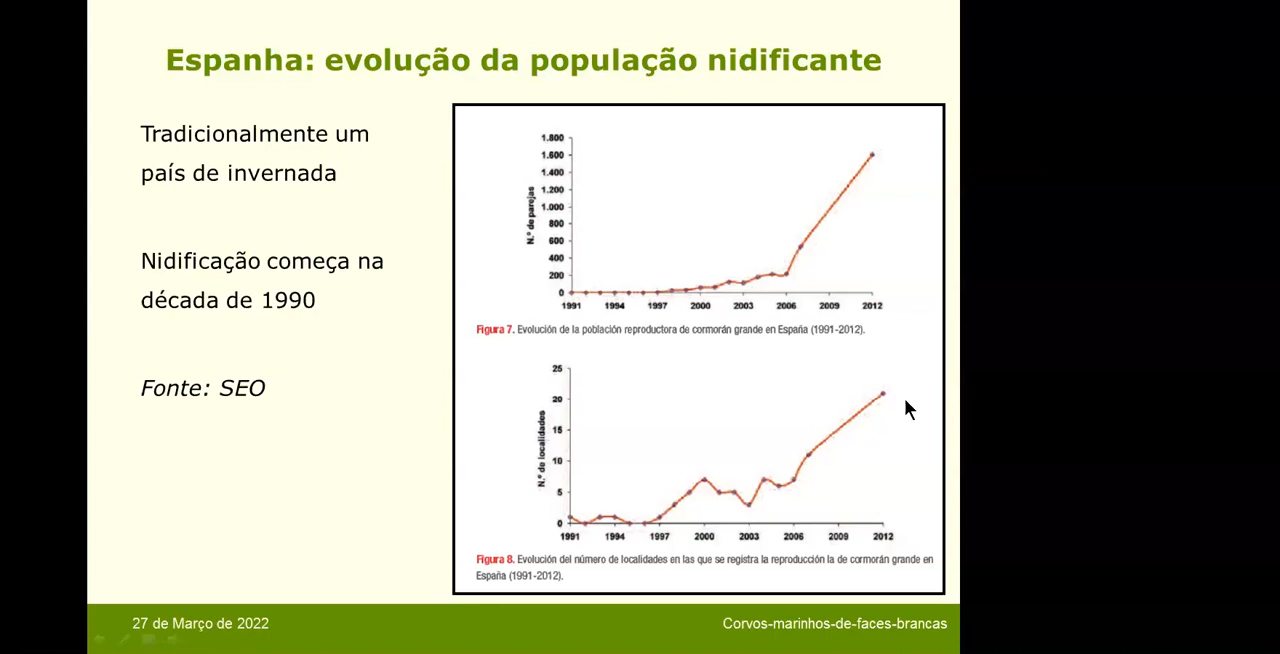 Espanha: evolução da população nidificante
Tradicionalmente um
país de invernada
Nidificação começa na
década de 1990
Fonte: SEO
N.º de parejas
1.800
1.600
1.400
1.200
1.000
800
600
400
200
0
1991 1994 1997 2000 2003 2006 2009 2012
Figura 7. Evolución de la población reproductora de cormorán grande en España (1991-2012).
N.º de localidades
25
20
15
10
5
0
1991 1994 1997 2000 2003 2006 2009 2012
Figura 8. Evolución del número de localidades en las que se registra la reproducción la de cormorán grande en
España (1991-2012).
27 de Março de 2022
Corvos-marinhos-de-faces-brancas